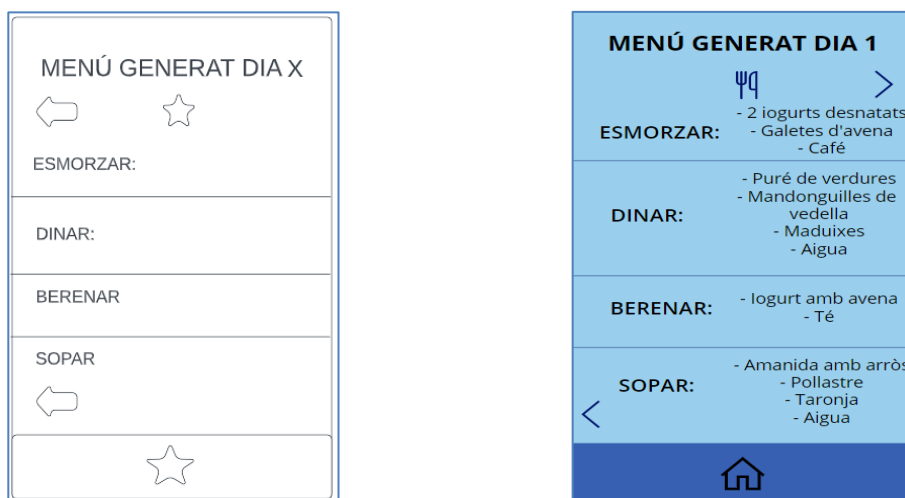 MENÚ GENERAT DIA X
ESMORZAR:
DINAR:
BERENAR
SOPAR
MENÚ GENERAT DIA 1
ESMORZAR:
- 2 iogurts desnatats
- Galetes d'avena
- Café
DINAR:
- Puré de verdures
- Mandonguilles de
vedella
- Maduixes
- Aigua
BERENAR:
- Iogurt amb avena
- Té
SOPAR:
- Amanida amb arròs
- Pollastre
- Taronja
- Aigua